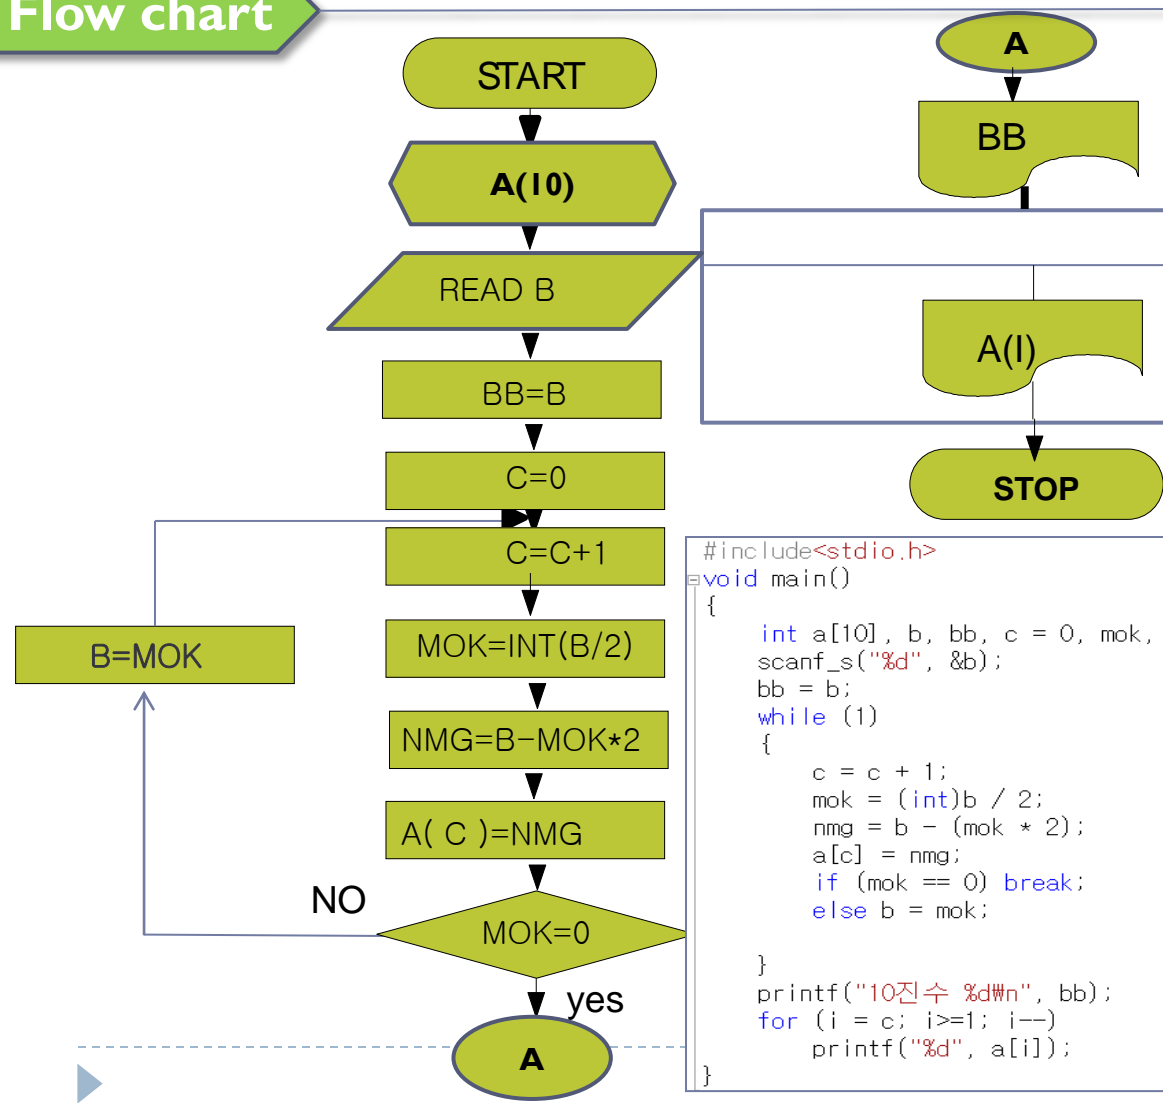 Flow chart
START
A(10)
READ B
BB=B
C=0
C=C+1
MOK=INT(B/2)
B=MOK
NMG=B-MOK*2
A( C )=NMG
NO
MOK=0
yes
A
A
BB
A(I)
STOP
#include<stdio.h>
void main()
{
int a[10], b, bb, c = 0, mok,
scanf_s("%d", &b);
bb = b;
while (1)
{
c = c + 1;
mok = (int)b / 2;
nmg = b - (mok * 2);
a[c] = nmg;
if (mok == 0) break;
else b = mok;
}
printf("10진수 %d₩n", bb);
for (i = c; i>=1; i--)
printf("%d", a[i]);
}